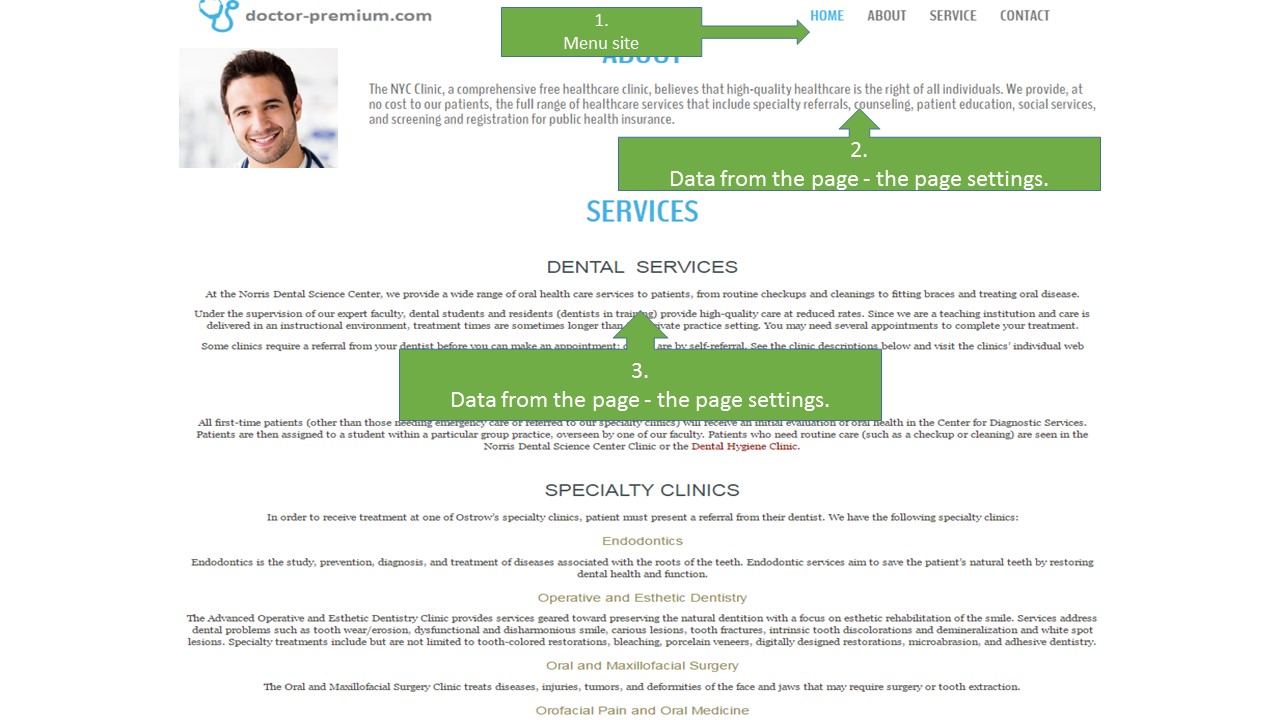 doctor-premium.com
HOME ABOUT SERVICE CONTACT
1.
Menu site
ABOUT
The NYC Clinic, a comprehensive free healthcare clinic, believes that high-quality healthcare is the right of all individuals. We provide, at
no cost to our patients, the full range of healthcare services that include specialty referrals, counseling, patient education, social services,
and screening and registration for public health insurance.
2.
Data from the page - the page settings.
SERVICES
DENTAL SERVICES
At the Norris Dental Science Center, we provide a wide range of oral health care services to patients, from routine checkups and cleanings to fitting braces and treating oral disease.
Under the supervision of our expert faculty, dental students and residents (dentists in training) provide high-quality care at reduced rates. Since we are a teaching institution and care is
delivered in an instructional environment, treatment times are sometimes longer than private practice setting. You may need several appointments to complete your treatment.
Some clinics require a referral from your dentist before you can make an appointment; are by self-referral. See the clinic descriptions below and visit the clinics' individual web
3.
Data from the page - the page settings.
All first-time patients (other than those needing emergency care or referred to our specialty clinics) will receive an initial evaluation of oral health in the Center for Diagnostic Services.
Patients are then assigned to a student within a particular group practice, overseen by one of our faculty. Patients who need routine care (such as a checkup or cleaning) are seen in the
Norris Dental Science Center Clinic or the Dental Hygiene Clinic.
SPECIALTY CLINICS
In order to receive treatment at one of Ostrow's specialty clinics, patient must present a referral from their dentist. We have the following specialty clinics:
Endodontics
Endodontics is the study, prevention, diagnosis, and treatment of diseases associated with the roots of the teeth. Endodontic services aim to save the patient's natural teeth by restoring
dental health and function.
Operative and Esthetic Dentistry
The Advanced Operative and Esthetic Dentistry Clinic provides services geared toward preserving the natural dentition with a focus on esthetic rehabilitation of the smile. Services address
dental problems such as tooth wear/erosion, dysfunctional and disharmonious smile, carious lesions, tooth fractures, intrinsic tooth discolorations and demineralization and white spot
lesions. Specialty treatments include but are not limited to tooth-colored restorations, bleaching, porcelain veneers, digitally designed restorations, microabrasion, and adhesive dentistry.
Oral and Maxillofacial Surgery
The Oral and Maxillofacial Surgery Clinic treats diseases, injuries, tumors, and deformities of the face and jaws that may require surgery or tooth extraction.
Orofacial Pain and Oral Medicine